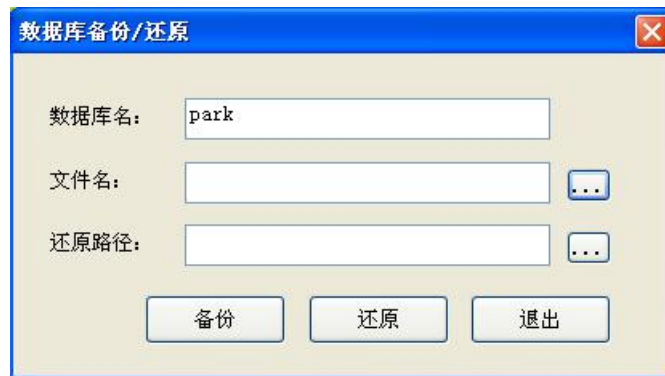 数据库备份/还原
数据库名: park
文件名: ...
还原路径: ...
备份 还原 退出